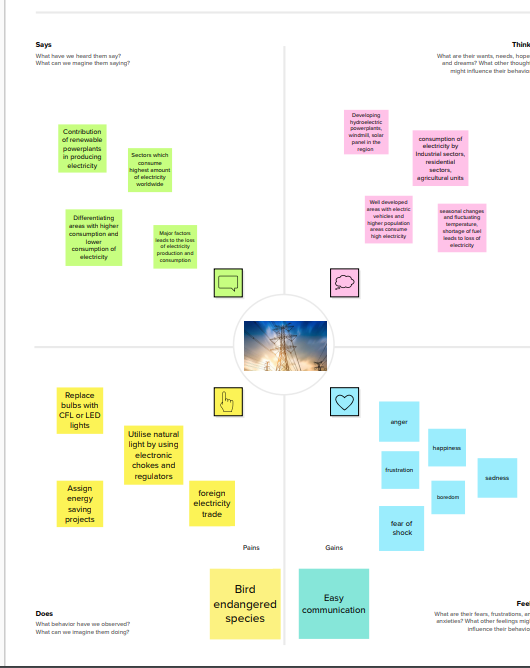 Says
What have we heard them say?
What can we magine them saying?
Think
What are their wants, needs, hope
and dreams? What other though
might influence their behavio
Contribution
of renewable
powerplants
in producing
electricity
Sectors which
consume
highest amount
of electricity
worldwide
Differentiating
areas with higher
consumption and
lower
consumption of
electricity
Major factors
leads to the loss
of electricity
production and
consumption
Developing
hydroelectric
powerplants,
windmill, solar
panel in the
region
consumption of
electricity by
Industrial sectors,
residential
sectors,
agricultural units
Well developed
areas with electric
vehicles and
higher population
areas consume
high electricity
seasonal changes
and fluctuating
temperature,
shortage of fuel
leads to loss of
electricity
Replace
bulbs with
CFL or LED
lights
Utilise natural
light by using
electronic
chokes and
regulators
Assign
energy
saving
projects
foreign
electricity
trade
anger
happiness
frustration
sadness
boredom
fear of
shock
Pains
Gains
Bird
endangered
species
Easy
communication
Does
What behavior have we observed?
What can we imagine them doing?
Feel
What are their fears, frustrations, an
anxieties? What other feelings mig
influence their behavio